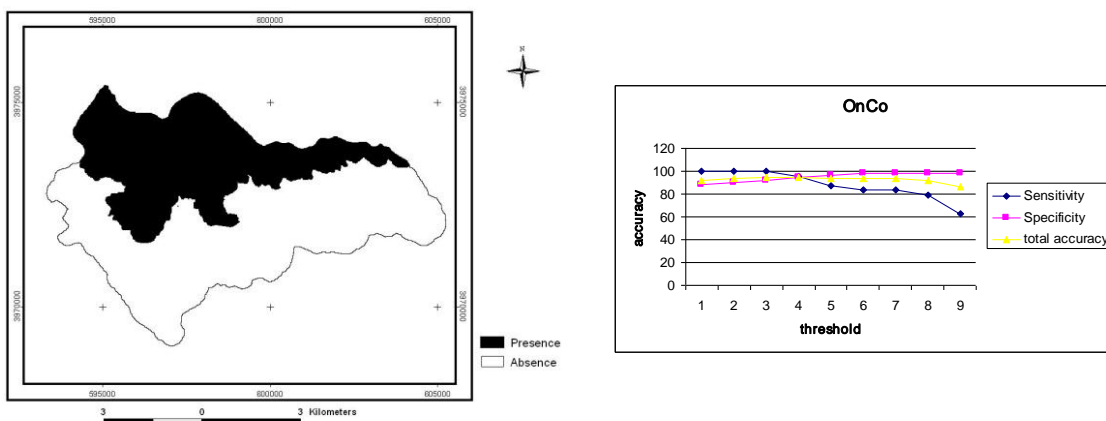 595000 600000 605000
3975000 3975000
3970000 3970000
595000 600000 605000
N
Presence
Absence
3 0 3 Kilometers
OnCo
accuracy
120
100
80
60
40
20
0
1 2 3 4 5 6 7 8 9
threshold
Sensitivity
Specificity
total accuracy